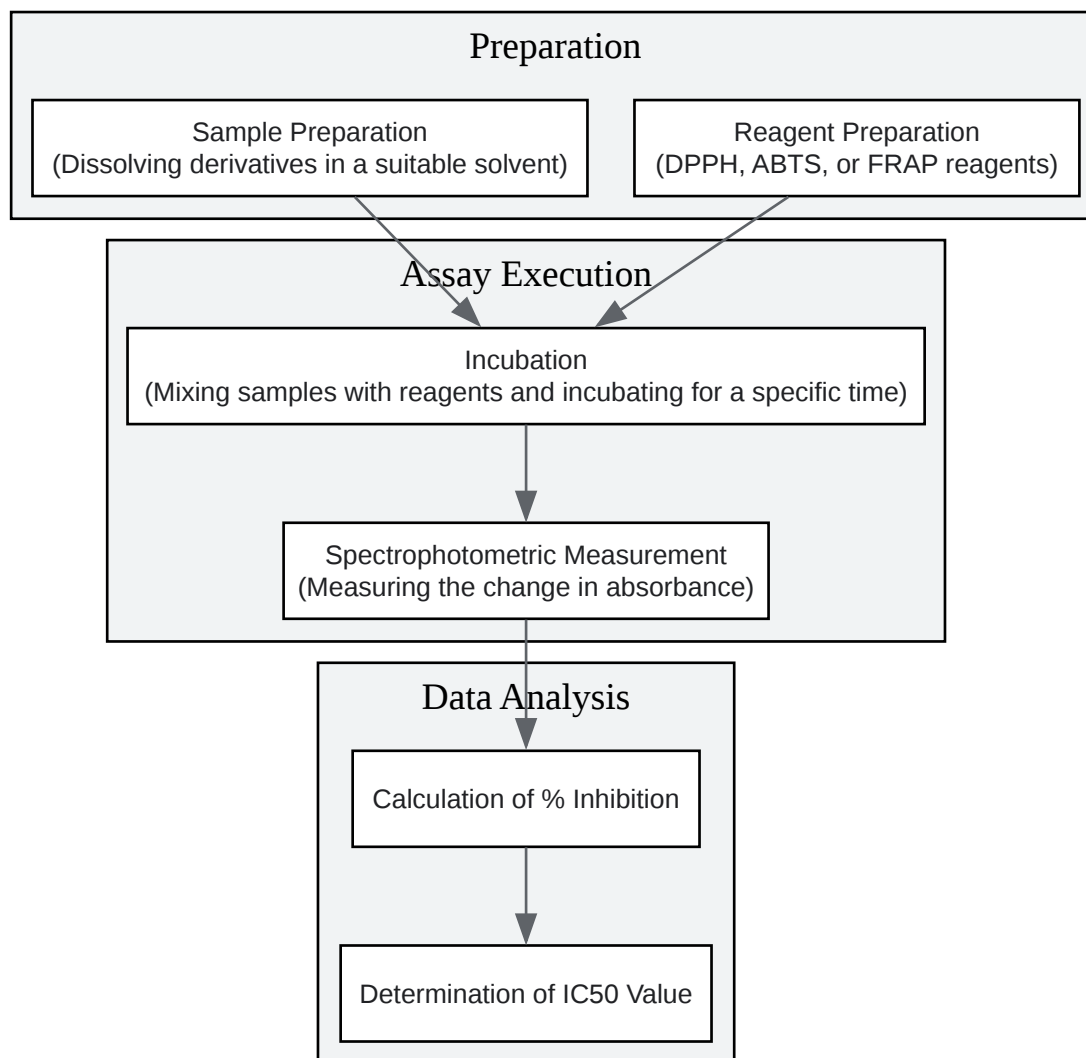 Preparation
Sample Preparation
(Dissolving derivatives in a suitable solvent)
Reagent Preparation
(DPPH, ABTS, or FRAP reagents)
Assay Execution
Incubation
(Mixing samples with reagents and incubating for a specific time)
Spectrophotometric Measurement
(Measuring the change in absorbance)
Data Analysis
Calculation of % Inhibition
Determination of IC50 Value